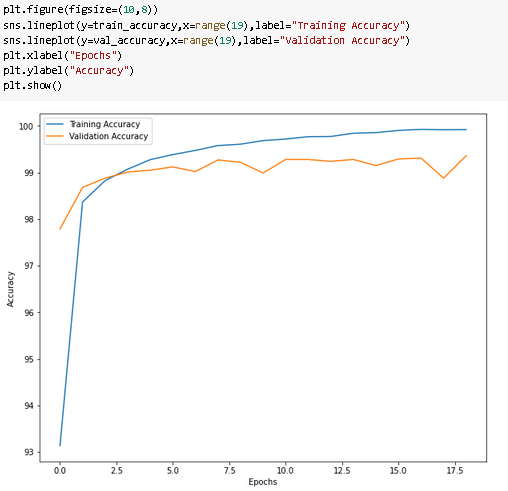 plt.figure(figsize=(10,8))
sns.lineplot(y=train_accuracy,x=range(19),label="Training Accuracy")
sns.lineplot(y=val_accuracy,x=range(19),label="Validation Accuracy")
plt.xlabel("Epochs")
plt.ylabel("Accuracy")
plt.show()
Training Accuracy
Validation Accuracy
100
99
98
97
96
95
94
93
Accuracy
0.0 2.5 5.0 7.5 10.0 12.5 15.0 17.5
Epochs